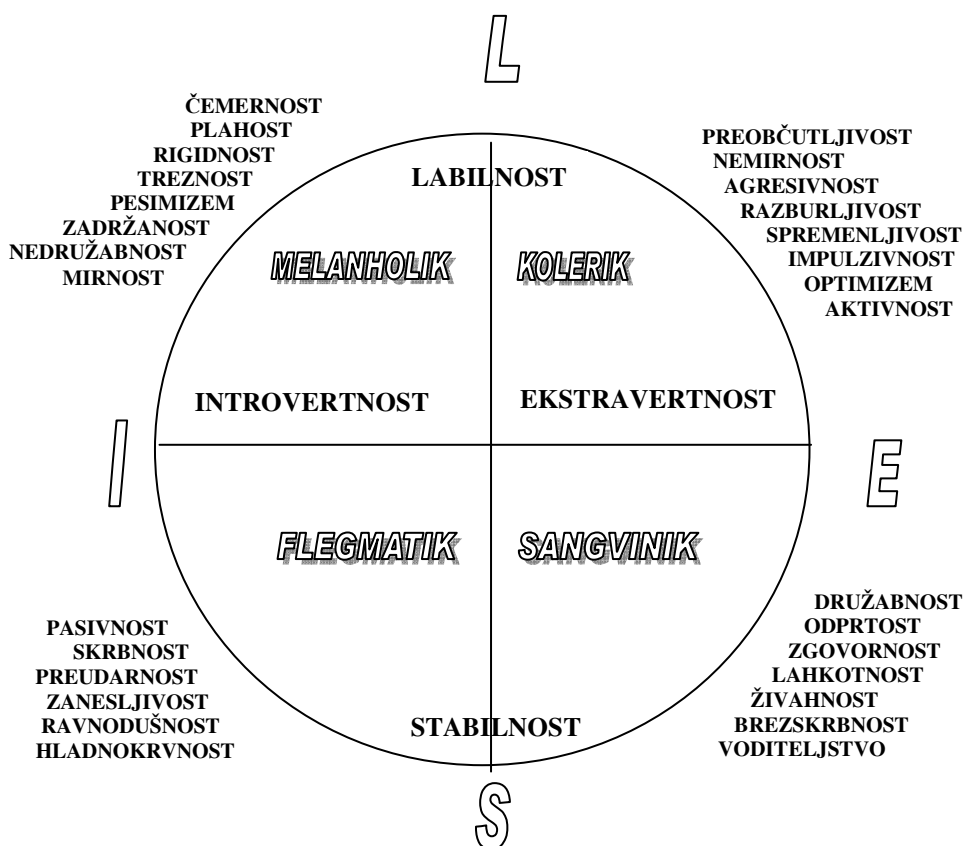 L
ČEMERNOST
PLAHOST
RIGIDNOST
TREZNOST
PESIMIZEM
ZADRŽANOST
NEDRUŽABNOST
MIRNOST
PREOBČUTLJIVOST
NEMIRNOST
AGRESIVNOST
RAZBURLJIVOST
SPREMENLJIVOST
IMPULZIVNOST
OPTIMIZEM
AKTIVNOST
LABILNOST
MELANHOLIK
KOLERIK
INTROVERTNOST
EKSTRAVERTNOST
I
E
FLEGMATIK
SANGVINIK
PASIVNOST
SKRBNOST
PREUDARNOST
ZANESLJIVOST
RAVNODUŠNOST
HLADNOKRVNOST
DRUŽABNOST
ODPRTOST
ZGOVORNOST
LAHKOTNOST
ŽIVAHNOST
BREZSKRBNOST
VODITELJSTVO
STABILNOST
S